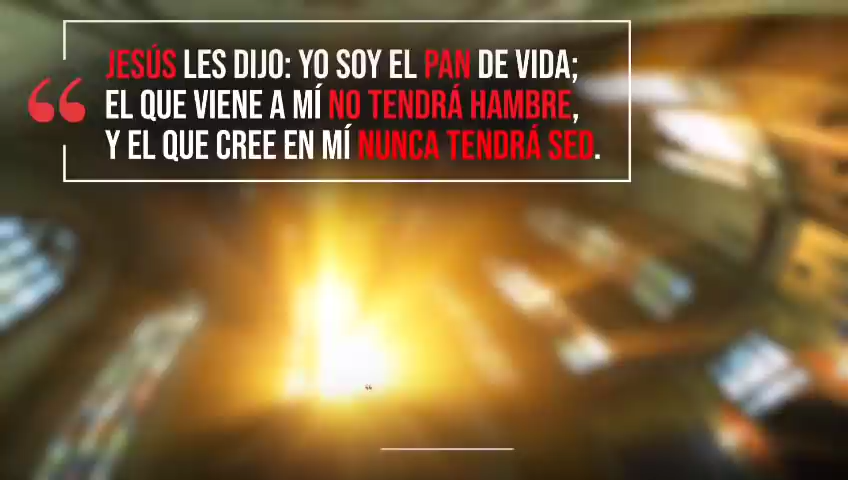 “
JESÚS LES DIJO: YO SOY EL PAN DE VIDA;
EL QUE VIENE A MÍ NO TENDRÁ HAMBRE,
Y EL QUE CREE EN MÍ NUNCA TENDRÁ SED.
“